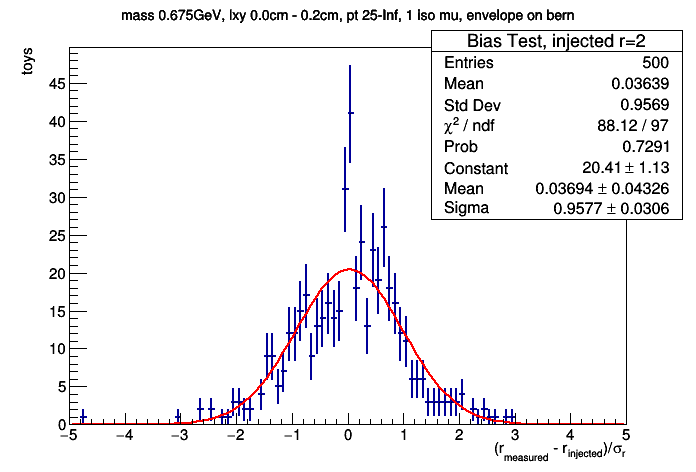 mass 0.675GeV, lxy 0.0cm - 0.2cm, pt 25-Inf, 1 Iso mu, envelope on bern
Bias Test, injected r=2
Entries 500
Mean 0.03639
Std Dev 0.9569
χ² / ndf 88.12 / 97
Prob 0.7291
Constant 20.41 ± 1.13
Mean 0.03694 ± 0.04326
Sigma 0.9577 ± 0.0306
toys
45
40
35
30
25
20
15
10
5
0
−5 −4 −3 −2 −1 0 1 2 3 4 5
(r_measured - r_injected)/σ_r